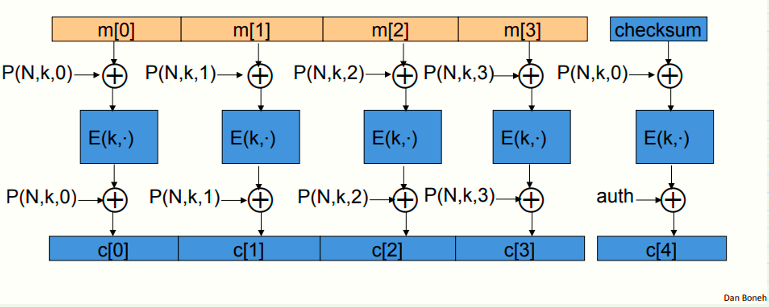 m[0] m[1] m[2] m[3] checksum
P(N,k,0) P(N,k,1) P(N,k,2) P(N,k,3) P(N,k,0)
E(k,·) E(k,·) E(k,·) E(k,·) E(k,·)
P(N,k,0) P(N,k,1) P(N,k,2) P(N,k,3) auth
c[0] c[1] c[2] c[3] c[4]
Dan Boneh